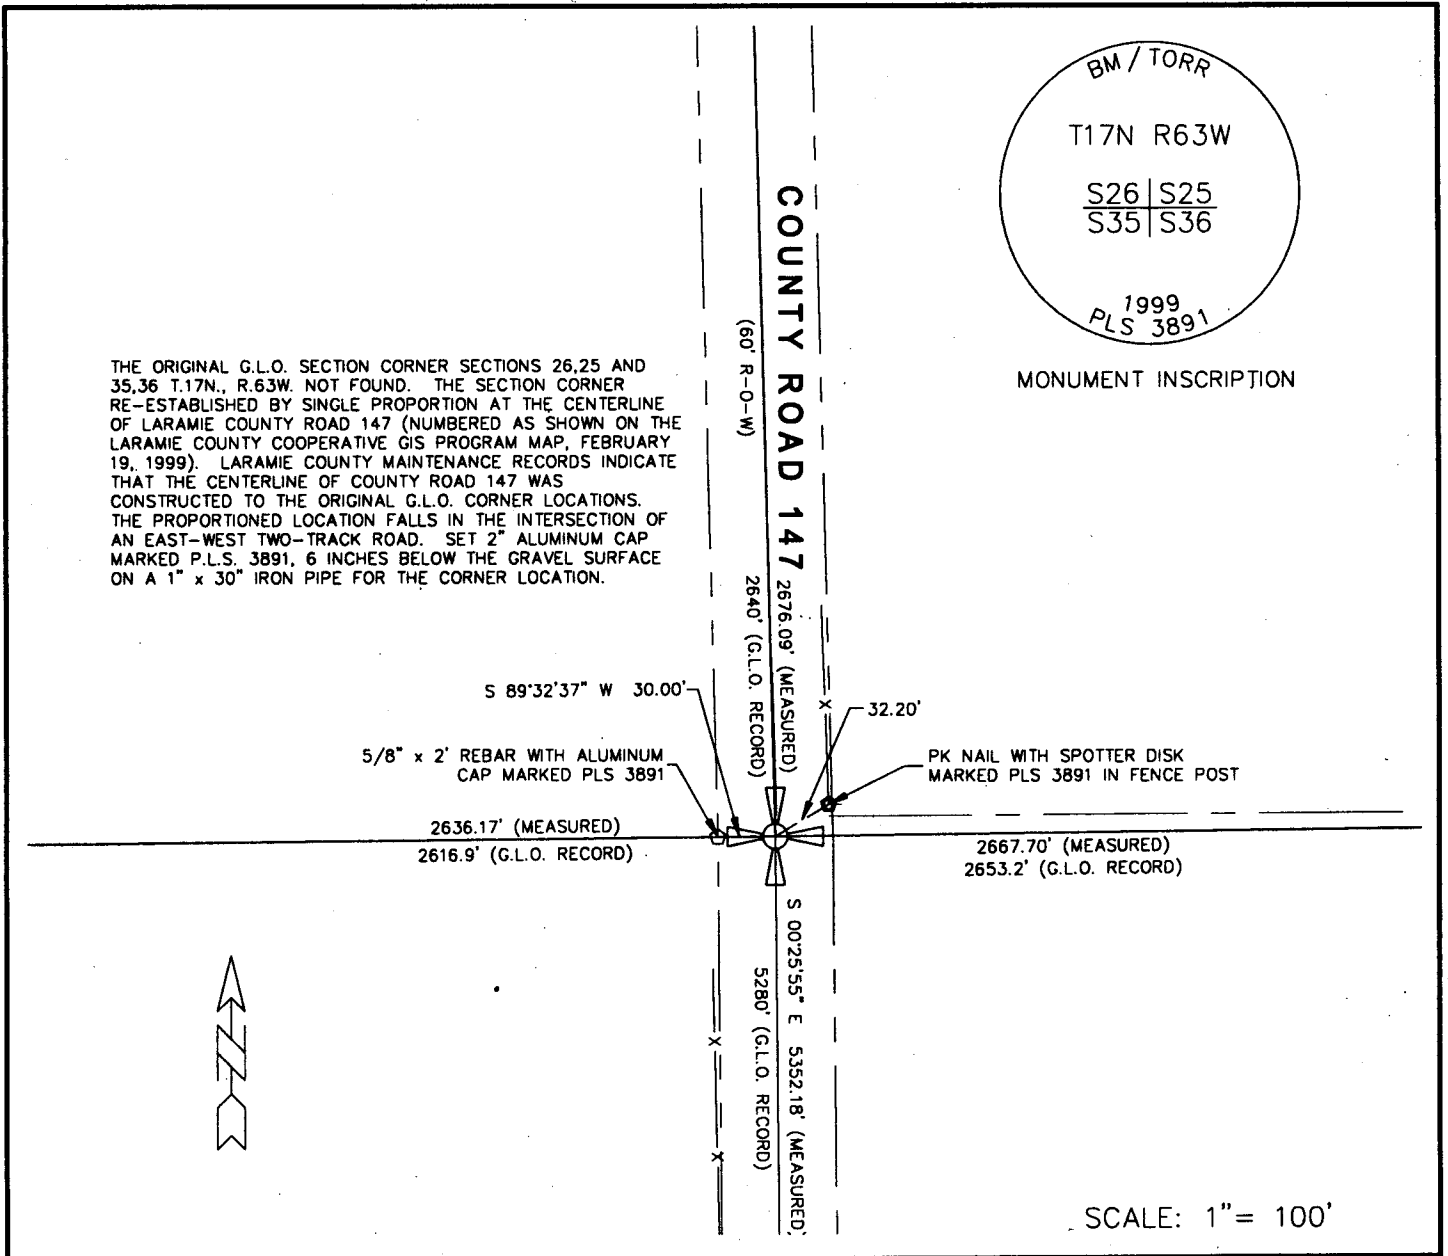 BM / TORR
T17N R63W
S26 | S25
S35 | S36
1999
PLS 3891
MONUMENT INSCRIPTION
COUNTY ROAD 147
(60' R-O-W)
THE ORIGINAL G.L.O. SECTION CORNER SECTIONS 26,25 AND
35,36 T.17N., R.63W. NOT FOUND. THE SECTION CORNER
RE-ESTABLISHED BY SINGLE PROPORTION AT THE CENTERLINE
OF LARAMIE COUNTY ROAD 147 (NUMBERED AS SHOWN ON THE
LARAMIE COUNTY COOPERATIVE GIS PROGRAM MAP, FEBRUARY
19, 1999). LARAMIE COUNTY MAINTENANCE RECORDS INDICATE
THAT THE CENTERLINE OF COUNTY ROAD 147 WAS
CONSTRUCTED TO THE ORIGINAL G.L.O. CORNER LOCATIONS.
THE PROPORTIONED LOCATION FALLS IN THE INTERSECTION OF
AN EAST-WEST TWO-TRACK ROAD. SET 2" ALUMINUM CAP
MARKED P.L.S. 3891, 6 INCHES BELOW THE GRAVEL SURFACE
ON A 1" x 30" IRON PIPE FOR THE CORNER LOCATION.
2676.09' (MEASURED)
2640' (G.L.O. RECORD)
S 89°32'37" W 30.00'
32.20'
5/8" x 2' REBAR WITH ALUMINUM
CAP MARKED PLS 3891
PK NAIL WITH SPOTTER DISK
MARKED PLS 3891 IN FENCE POST
X
2636.17' (MEASURED)
2616.9' (G.L.O. RECORD)
2667.70' (MEASURED)
2653.2' (G.L.O. RECORD)
S 00°25'55" E 5352.18' (MEASURED)
5280' (G.L.O. RECORD)
X
X
N
SCALE: 1"= 100'